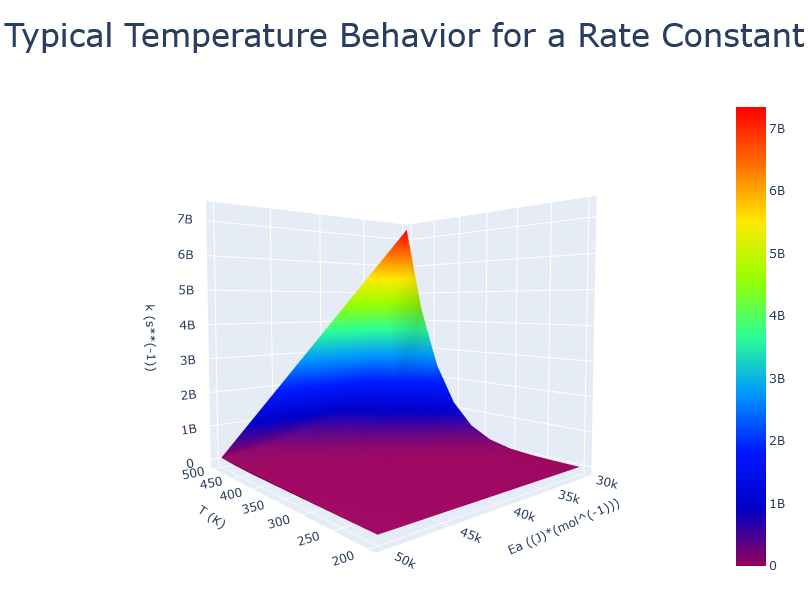 Typical Temperature Behavior for a Rate Constant
7B
6B
5B
4B
3B
2B
1B
0
k (s**(-1))
500
450
400
350
300
250
200
T (K)
50k
45k
40k
35k
30k
Ea ((J)*(mol^(-1)))
7B
6B
5B
4B
3B
2B
1B
0